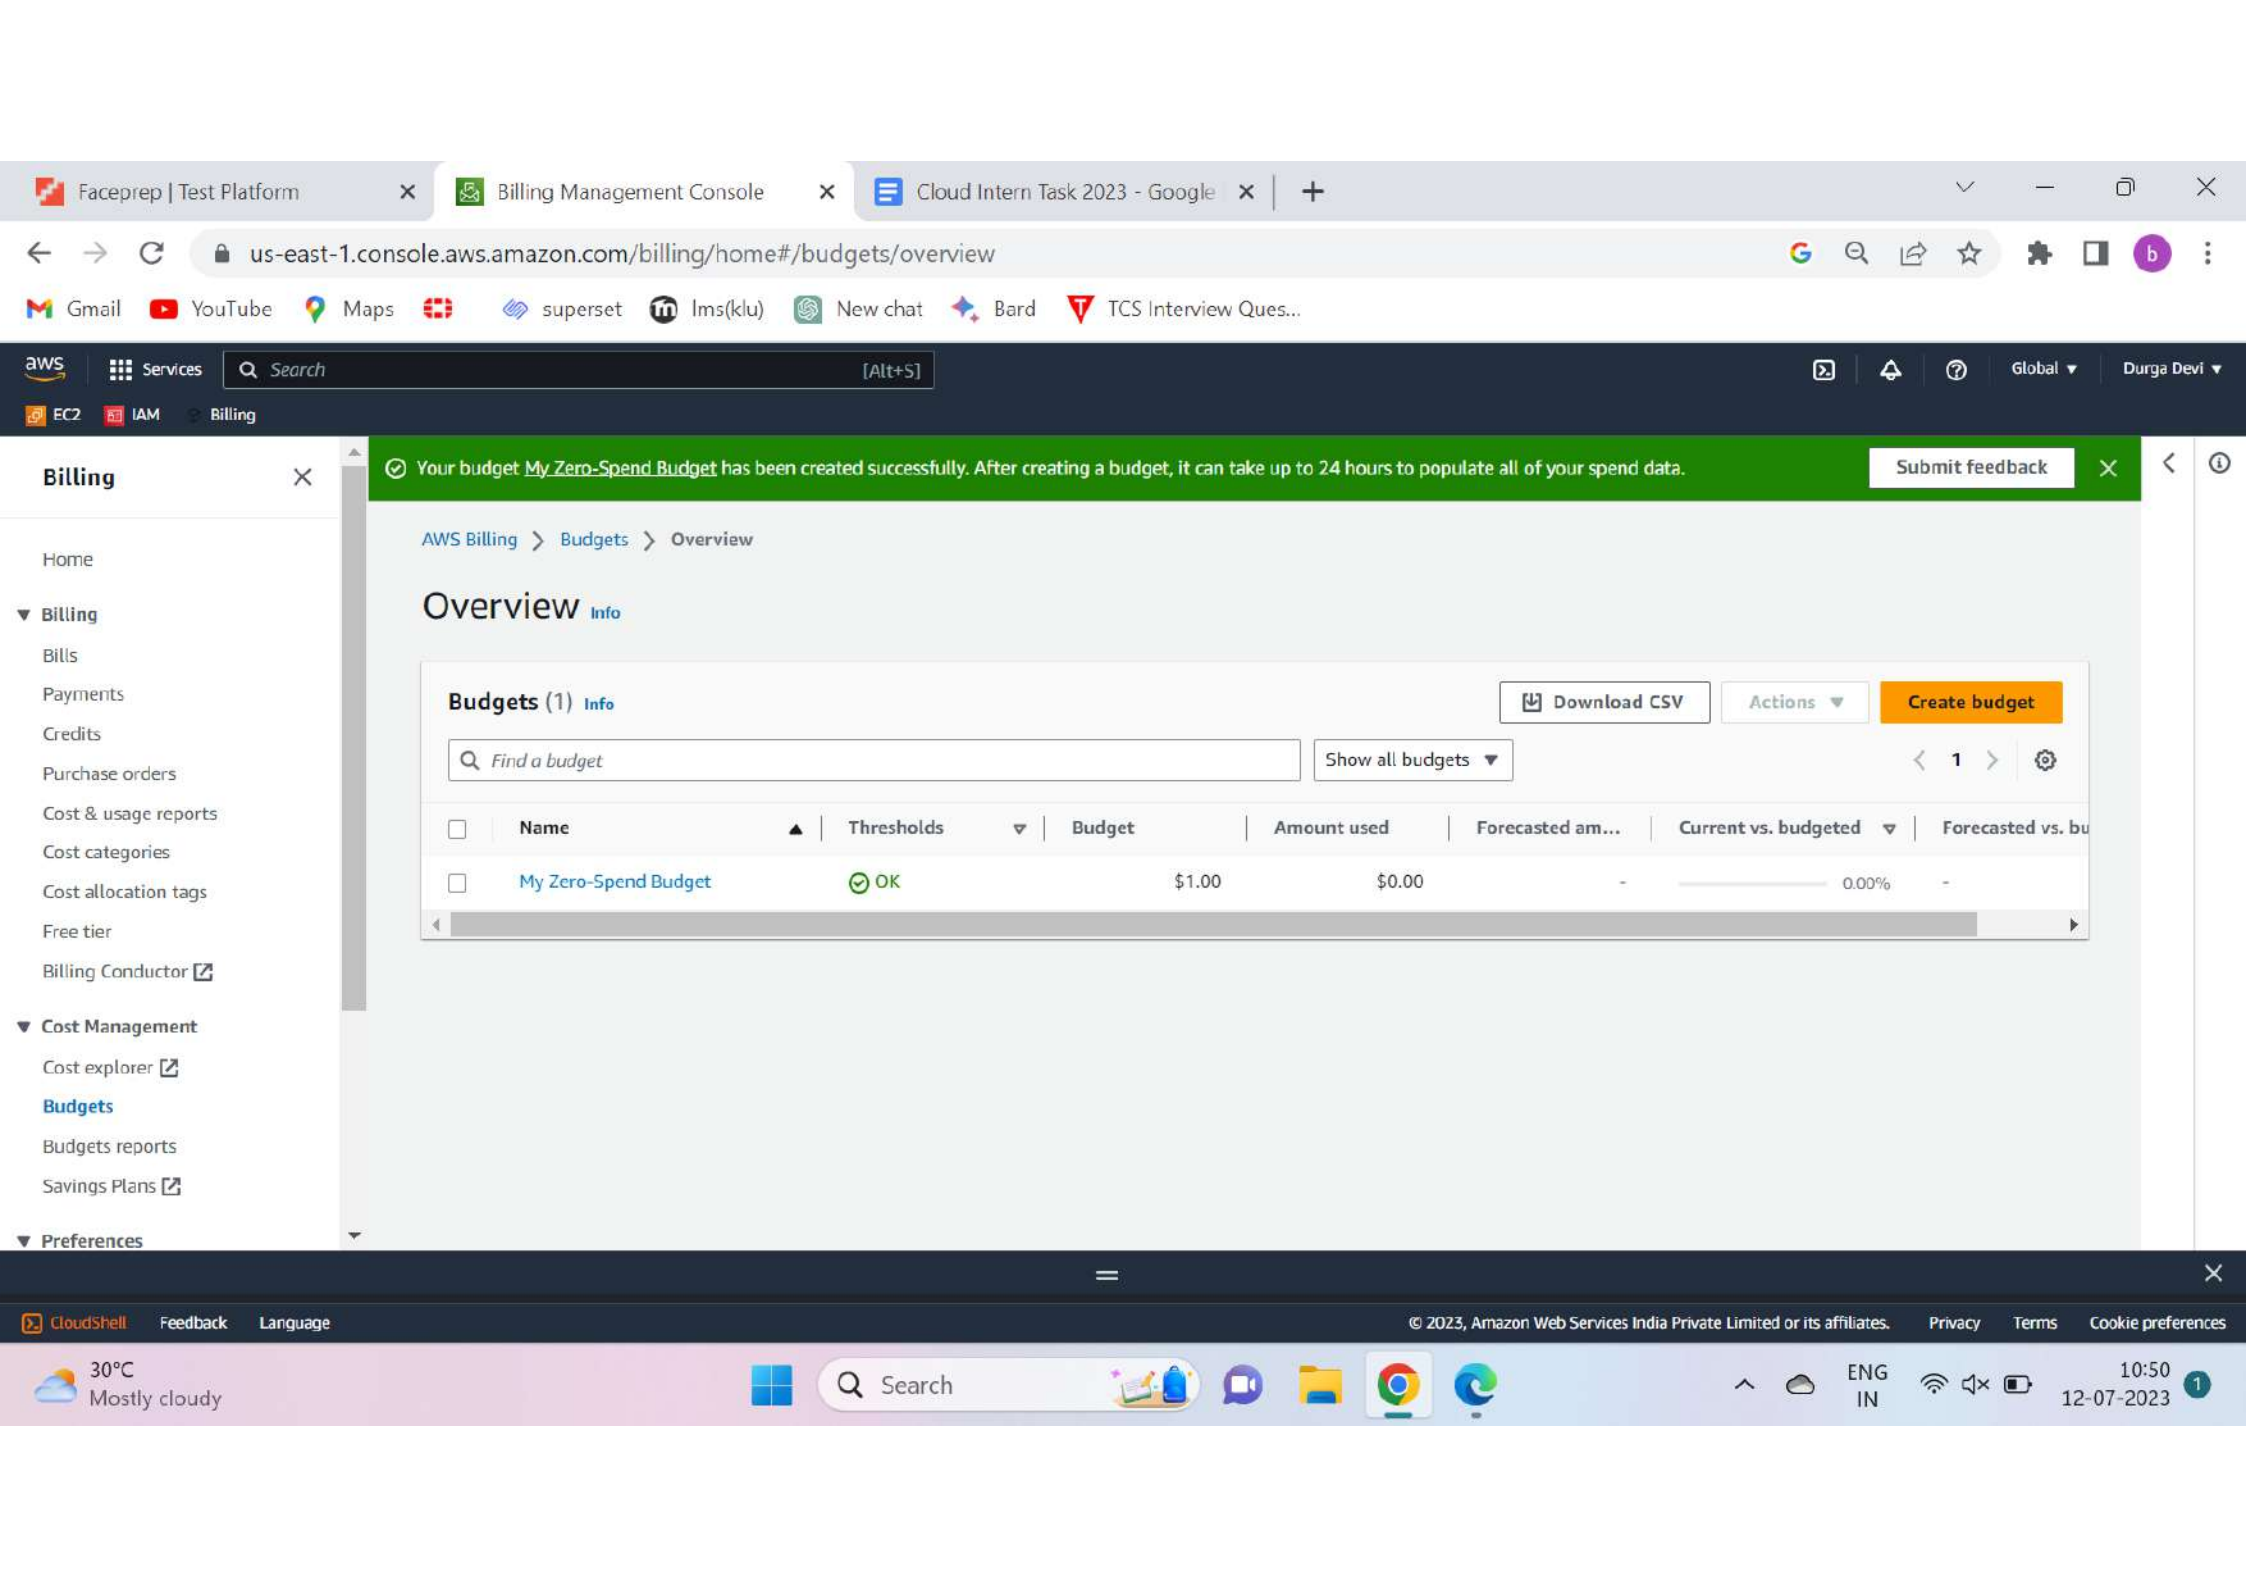 Faceprep | Test Platform
Billing Management Console
Cloud Intern Task 2023 - Google
us-east-1.console.aws.amazon.com/billing/home#/budgets/overview
b
Gmail YouTube Maps superset lms(klu) New chat Bard TCS Interview Ques...
aws Services Search [Alt+S] Global Durga Devi
EC2 IAM Billing
Billing
Your budget My Zero-Spend Budget has been created successfully. After creating a budget, it can take up to 24 hours to populate all of your spend data.
Submit feedback
Home
Billing
Bills
Payments
Credits
Purchase orders
Cost & usage reports
Cost categories
Cost allocation tags
Free tier
Billing Conductor
Cost Management
Cost explorer
Budgets
Budgets reports
Savings Plans
Preferences
AWS Billing Budgets Overview
Overview Info
Budgets (1) Info
Download CSV Actions Create budget
Find a budget Show all budgets 1
Name Thresholds Budget Amount used Forecasted am... Current vs. budgeted Forecasted vs. bu
My Zero-Spend Budget OK $1.00 $0.00 - 0.00% -
CloudShell Feedback Language © 2023, Amazon Web Services India Private Limited or its affiliates. Privacy Terms Cookie preferences
30°C
Mostly cloudy
Search
ENG
IN
10:50
12-07-2023
1